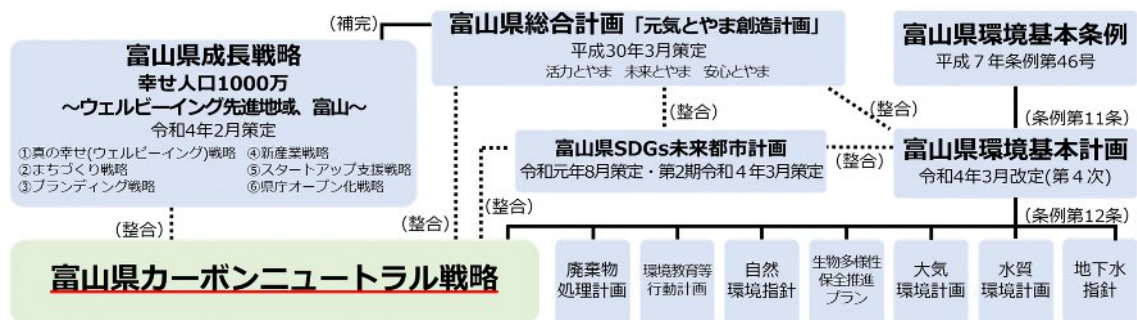 (補完)
富山県総合計画「元気とやま創造計画」
平成30年3月策定
活力とやま 未来とやま 安心とやま
富山県環境基本条例
平成7年条例第46号
富山県成長戦略
幸せ人口1000万
～ウェルビーイング先進地域、富山～
令和4年2月策定
①真の幸せ(ウェルビーイング)戦略 ④新産業戦略
②まちづくり戦略 ⑤スタートアップ支援戦略
③ブランディング戦略 ⑥県庁オープン化戦略
(整合)
(整合)
(条例第11条)
富山県SDGs未来都市計画
令和元年8月策定・第2期令和4年3月策定
(整合)
富山県環境基本計画
令和4年3月改定(第4次)
(整合)
(整合)
(整合)
(条例第12条)
富山県カーボンニュートラル戦略
廃棄物
処理計画
環境教育等
行動計画
自然
環境指針
生物多様性
保全推進
プラン
大気
環境計画
水質
環境計画
地下水
指針